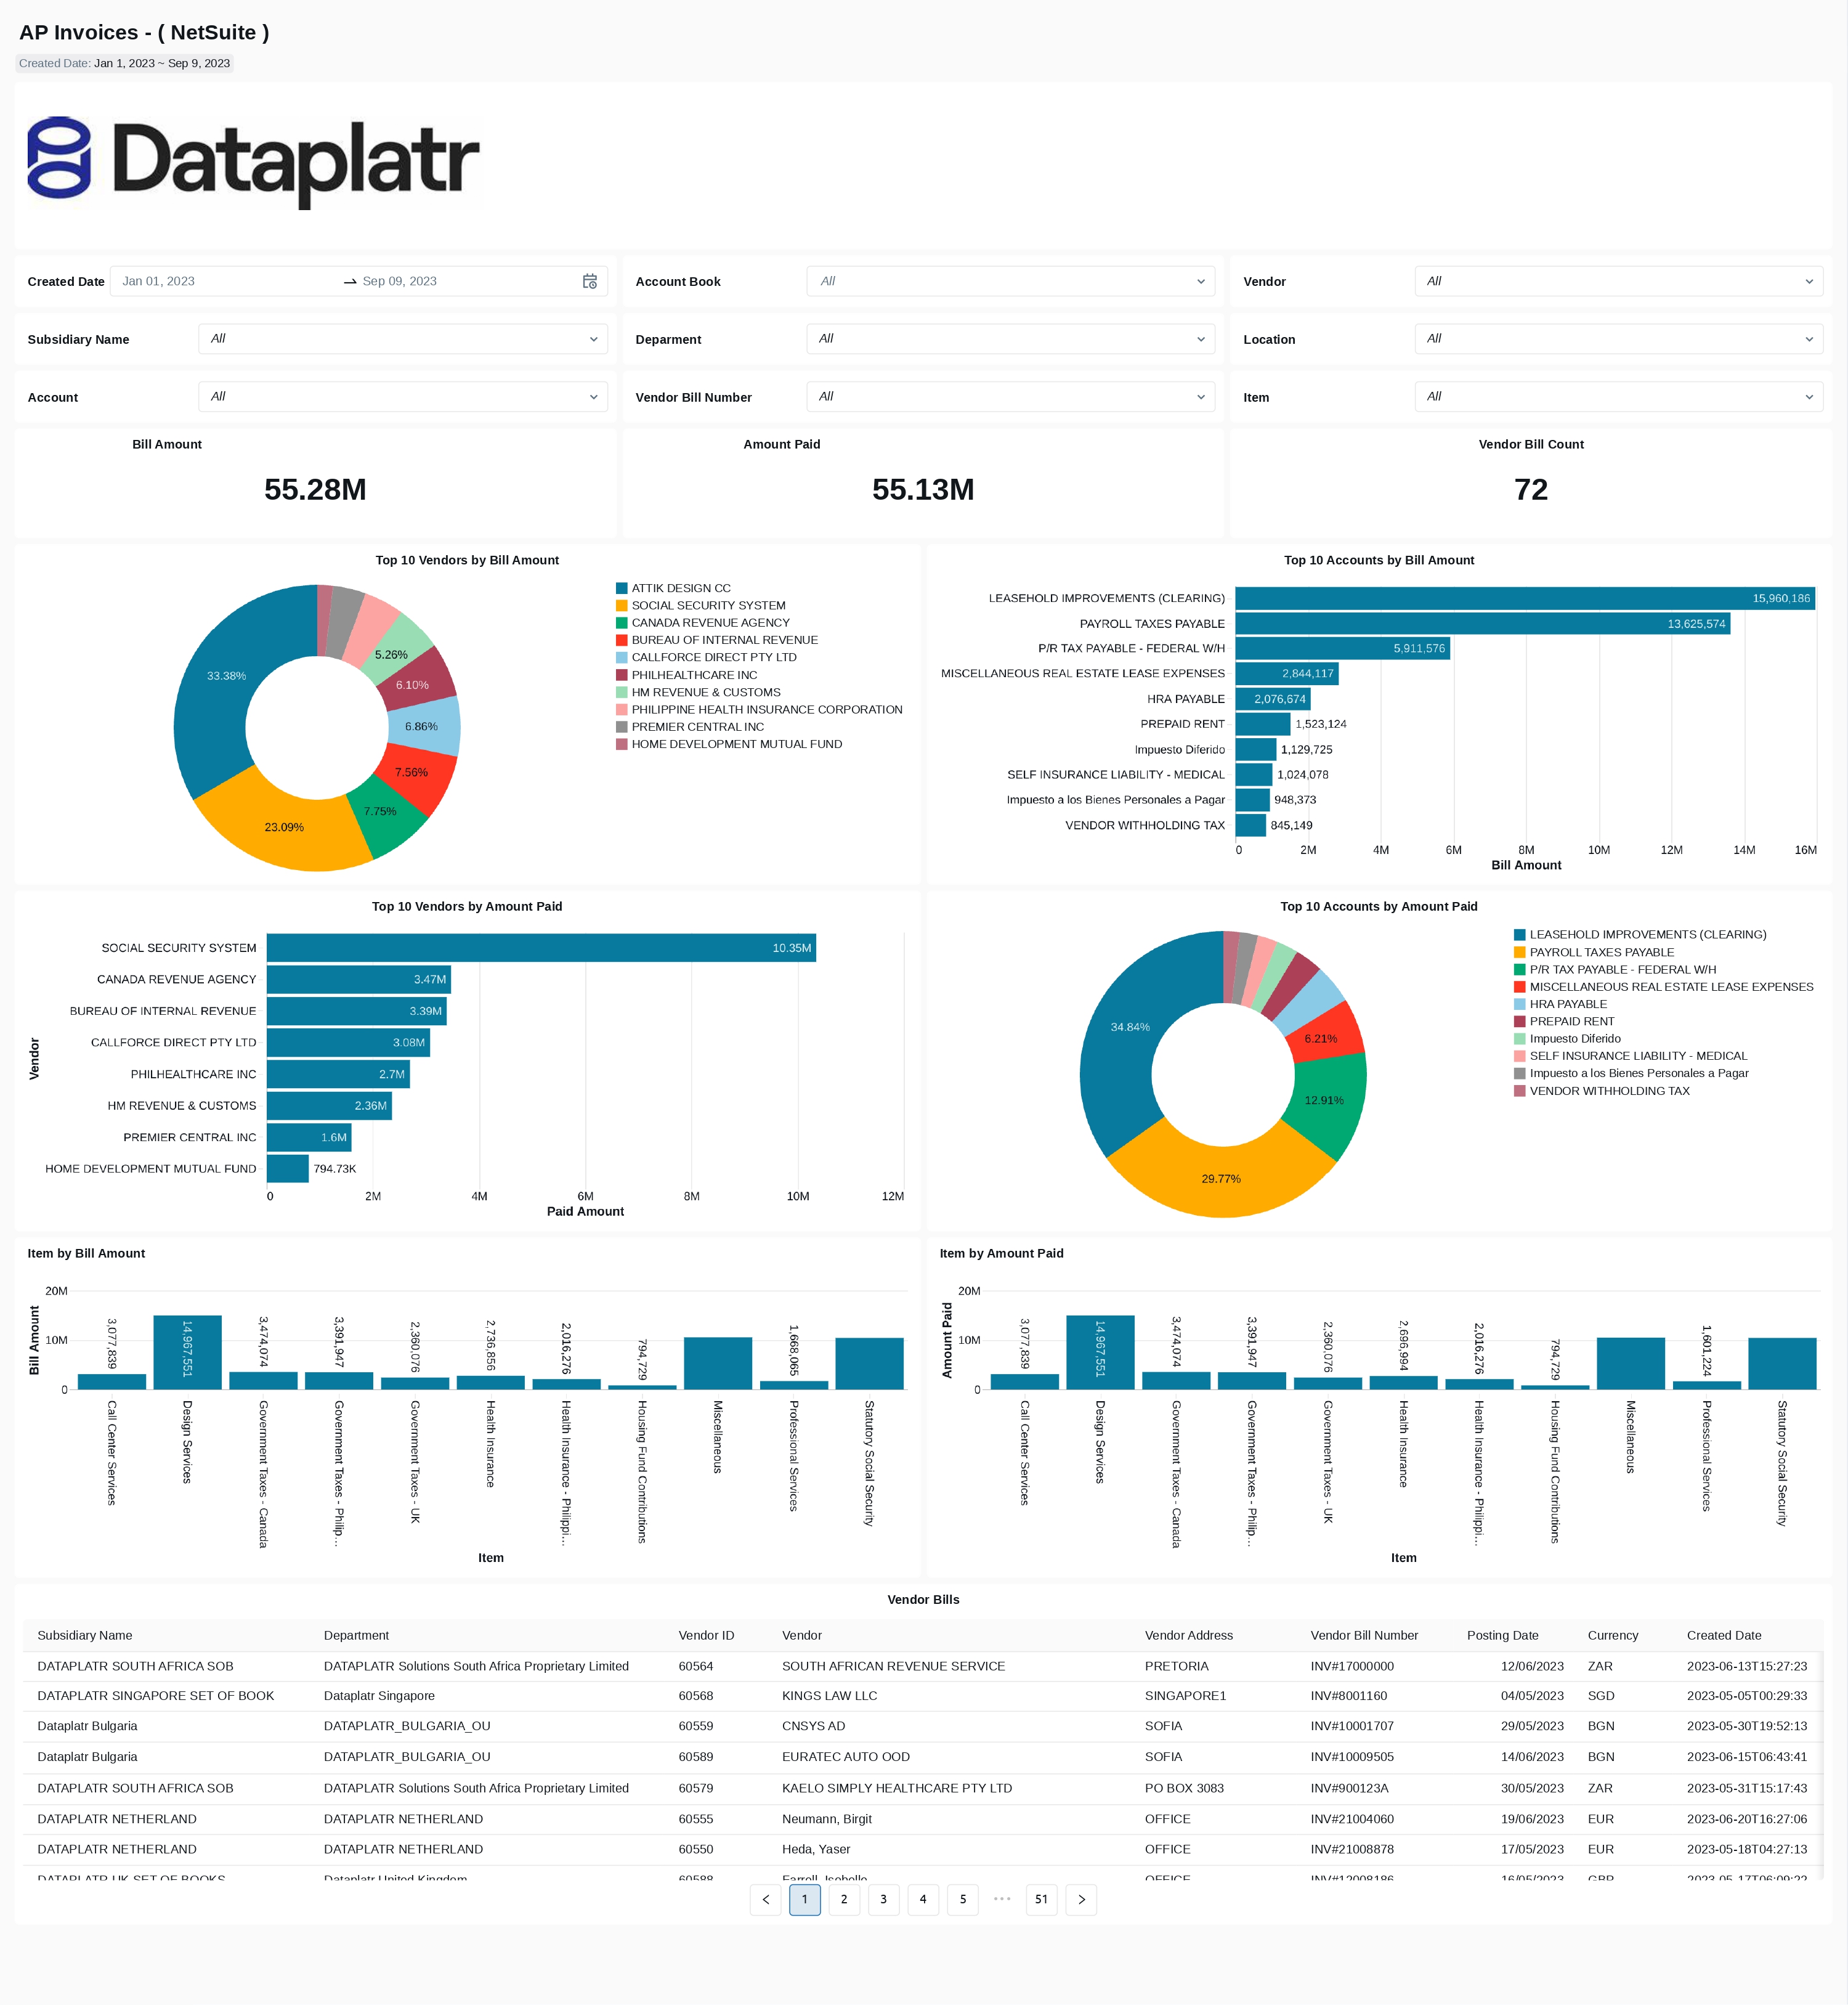 AP Invoices - ( NetSuite )
Created Date: Jan 1, 2023 ~ Sep 9, 2023
Dataplatr
Created Date Jan 01, 2023 Sep 09, 2023 Account Book All Vendor All
Subsidiary Name All Deparment All Location All
Account All Vendor Bill Number All Item All
Bill Amount
55.28M
Amount Paid
55.13M
Vendor Bill Count
72
Top 10 Vendors by Bill Amount
33.38%
23.09%
7.75%
7.56%
6.86%
6.10%
5.26%
ATTIK DESIGN CC
SOCIAL SECURITY SYSTEM
CANADA REVENUE AGENCY
BUREAU OF INTERNAL REVENUE
CALLFORCE DIRECT PTY LTD
PHILHEALTHCARE INC
HM REVENUE & CUSTOMS
PHILIPPINE HEALTH INSURANCE CORPORATION
PREMIER CENTRAL INC
HOME DEVELOPMENT MUTUAL FUND
Top 10 Accounts by Bill Amount
LEASEHOLD IMPROVEMENTS (CLEARING) 15,960,186
PAYROLL TAXES PAYABLE 13,625,574
P/R TAX PAYABLE - FEDERAL W/H 5,911,576
MISCELLANEOUS REAL ESTATE LEASE EXPENSES 2,844,117
HRA PAYABLE 2,076,674
PREPAID RENT 1,523,124
Impuesto Diferido 1,129,725
SELF INSURANCE LIABILITY - MEDICAL 1,024,078
Impuesto a los Bienes Personales a Pagar 948,373
VENDOR WITHHOLDING TAX 845,149
0 2M 4M 6M 8M 10M 12M 14M 16M
Bill Amount
Top 10 Vendors by Amount Paid
Vendor
SOCIAL SECURITY SYSTEM 10.35M
CANADA REVENUE AGENCY 3.47M
BUREAU OF INTERNAL REVENUE 3.39M
CALLFORCE DIRECT PTY LTD 3.08M
PHILHEALTHCARE INC 2.7M
HM REVENUE & CUSTOMS 2.36M
PREMIER CENTRAL INC 1.6M
HOME DEVELOPMENT MUTUAL FUND 794.73K
0 2M 4M 6M 8M 10M 12M
Paid Amount
Top 10 Accounts by Amount Paid
34.84%
29.77%
12.91%
6.21%
LEASEHOLD IMPROVEMENTS (CLEARING)
PAYROLL TAXES PAYABLE
P/R TAX PAYABLE - FEDERAL W/H
MISCELLANEOUS REAL ESTATE LEASE EXPENSES
HRA PAYABLE
PREPAID RENT
Impuesto Diferido
SELF INSURANCE LIABILITY - MEDICAL
Impuesto a los Bienes Personales a Pagar
VENDOR WITHHOLDING TAX
Item by Bill Amount
Bill Amount
20M
10M
0
3,077,839
14,967,551
3,474,074
3,391,947
2,360,076
2,736,856
2,016,276
794,729
1,668,065
Call Center Services
Design Services
Government Taxes - Canada
Government Taxes - Philip…
Government Taxes - UK
Health Insurance
Health Insurance - Philippi…
Housing Fund Contributions
Miscellaneous
Professional Services
Statutory Social Security
Item
Item by Amount Paid
Amount Paid
20M
10M
0
3,077,839
14,967,551
3,474,074
3,391,947
2,360,076
2,696,994
2,016,276
794,729
1,601,224
Call Center Services
Design Services
Government Taxes - Canada
Government Taxes - Philip…
Government Taxes - UK
Health Insurance
Health Insurance - Philippi…
Housing Fund Contributions
Miscellaneous
Professional Services
Statutory Social Security
Item
Vendor Bills
Subsidiary Name Department Vendor ID Vendor Vendor Address Vendor Bill Number Posting Date Currency Created Date
DATAPLATR SOUTH AFRICA SOB DATAPLATR Solutions South Africa Proprietary Limited 60564 SOUTH AFRICAN REVENUE SERVICE PRETORIA INV#17000000 12/06/2023 ZAR 2023-06-13T15:27:23
DATAPLATR SINGAPORE SET OF BOOK Dataplatr Singapore 60568 KINGS LAW LLC SINGAPORE1 INV#8001160 04/05/2023 SGD 2023-05-05T00:29:33
Dataplatr Bulgaria DATAPLATR_BULGARIA_OU 60559 CNSYS AD SOFIA INV#10001707 29/05/2023 BGN 2023-05-30T19:52:13
Dataplatr Bulgaria DATAPLATR_BULGARIA_OU 60589 EURATEC AUTO OOD SOFIA INV#10009505 14/06/2023 BGN 2023-06-15T06:43:41
DATAPLATR SOUTH AFRICA SOB DATAPLATR Solutions South Africa Proprietary Limited 60579 KAELO SIMPLY HEALTHCARE PTY LTD PO BOX 3083 INV#900123A 30/05/2023 ZAR 2023-05-31T15:17:43
DATAPLATR NETHERLAND DATAPLATR NETHERLAND 60555 Neumann, Birgit OFFICE INV#21004060 19/06/2023 EUR 2023-06-20T16:27:06
DATAPLATR NETHERLAND DATAPLATR NETHERLAND 60550 Heda, Yaser OFFICE INV#21008878 17/05/2023 EUR 2023-05-18T04:27:13
DATAPLATR UK SET OF BOOKS Dataplatr United Kingdom OFFICE GBP
1 2 3 4 5 ••• 51